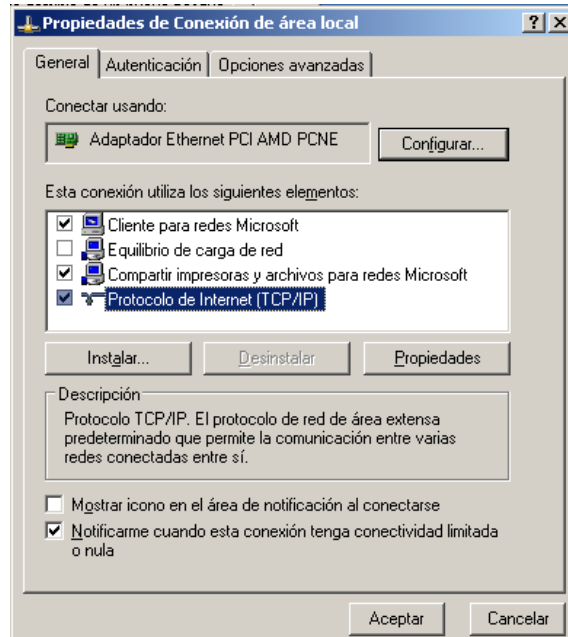 Propiedades de Conexión de área local
General Autenticación Opciones avanzadas
Conectar usando:
Adaptador Ethernet PCI AMD PCNE
Configurar...
Esta conexión utiliza los siguientes elementos:
Cliente para redes Microsoft
Equilibrio de carga de red
Compartir impresoras y archivos para redes Microsoft
Protocolo de Internet (TCP/IP)
Instalar... Desinstalar Propiedades
Descripción
Protocolo TCP/IP. El protocolo de red de área extensa
predeterminado que permite la comunicación entre varias
redes conectadas entre sí.
Mostrar icono en el área de notificación al conectarse
Notificarme cuando esta conexión tenga conectividad limitada
o nula
Aceptar Cancelar